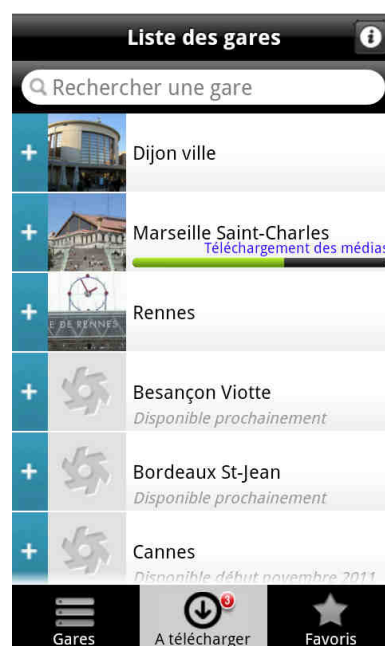 Liste des gares
Rechercher une gare
Dijon ville
Marseille Saint-Charles
Téléchargement des médias
Rennes
E DE RENNES
Besançon Viotte
Disponible prochainement
Bordeaux St-Jean
Disponible prochainement
Cannes
Disponible début novembre 2011
3
Gares
A télécharger
Favoris